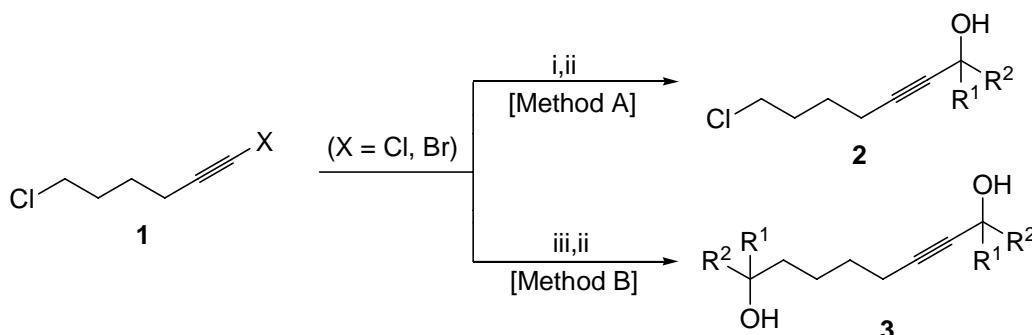 OH
i,ii
[Method A]
R¹
R²
Cl
2
X
(X = Cl, Br)
Cl
1
OH
iii,ii
[Method B]
R¹
R²
R¹
R²
OH
3